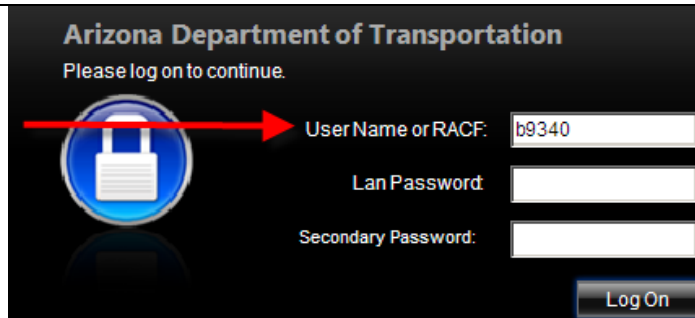 Arizona Department of Transportation
Please log on to continue.
User Name or RACF: b9340
Lan Password:
Secondary Password:
Log On